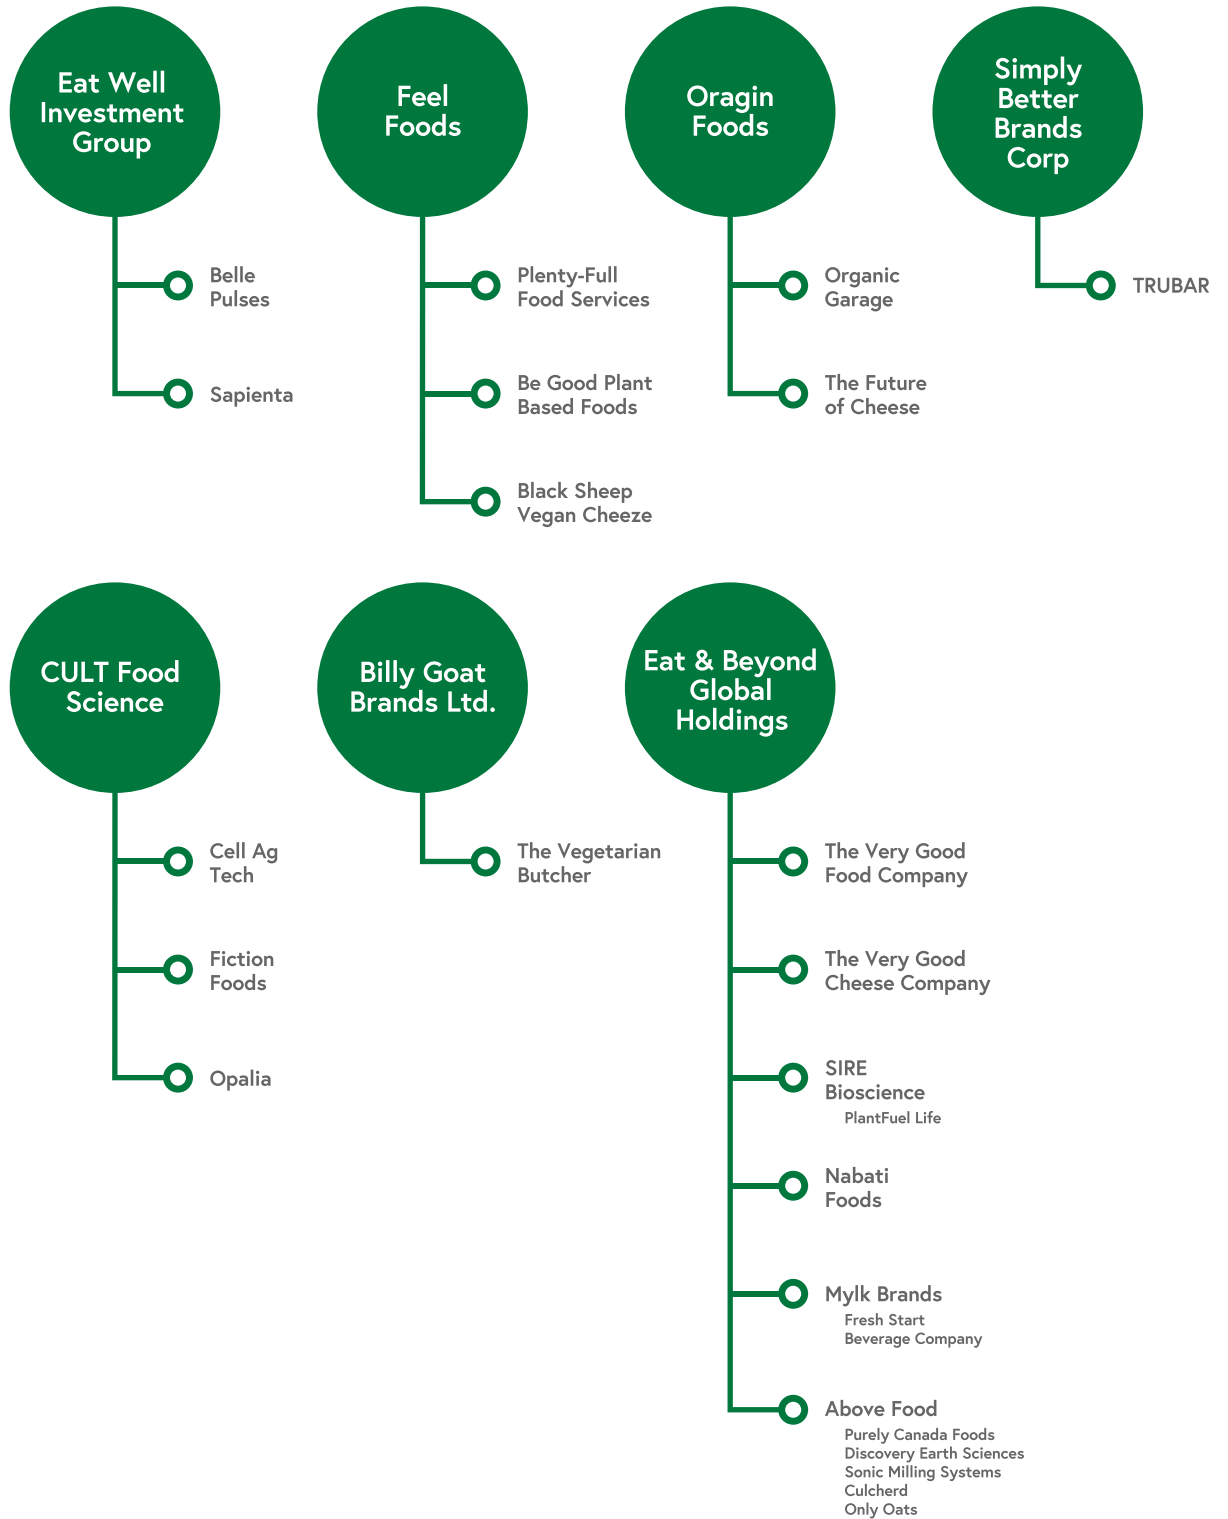 Eat Well
Investment
Group
Belle
Pulses
Sapienta
Feel
Foods
Plenty-Full
Food Services
Be Good Plant
Based Foods
Black Sheep
Vegan Cheeze
Oragin
Foods
Organic
Garage
The Future
of Cheese
Simply
Better
Brands
Corp
TRUBAR
CULT Food
Science
Cell Ag
Tech
Fiction
Foods
Opalia
Billy Goat
Brands Ltd.
The Vegetarian
Butcher
Eat & Beyond
Global
Holdings
The Very Good
Food Company
The Very Good
Cheese Company
SIRE
Bioscience
PlantFuel Life
Nabati
Foods
Mylk Brands
Fresh Start
Beverage Company
Above Food
Purely Canada Foods
Discovery Earth Sciences
Sonic Milling Systems
Culcherd
Only Oats